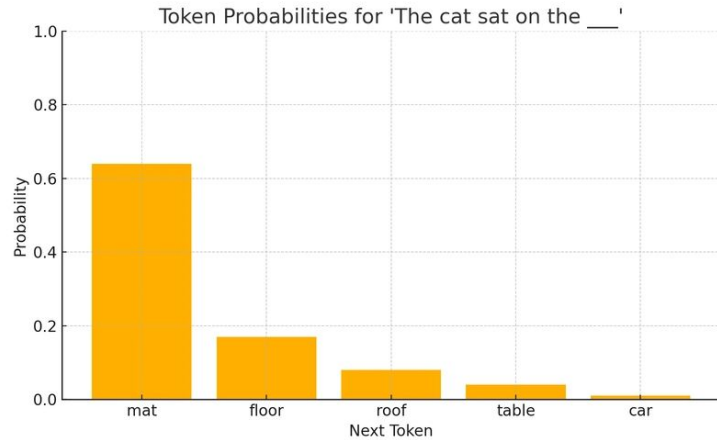 Token Probabilities for 'The cat sat on the ___'
1.0
0.8
0.6
0.4
0.2
0.0
Probability
mat floor roof table car
Next Token